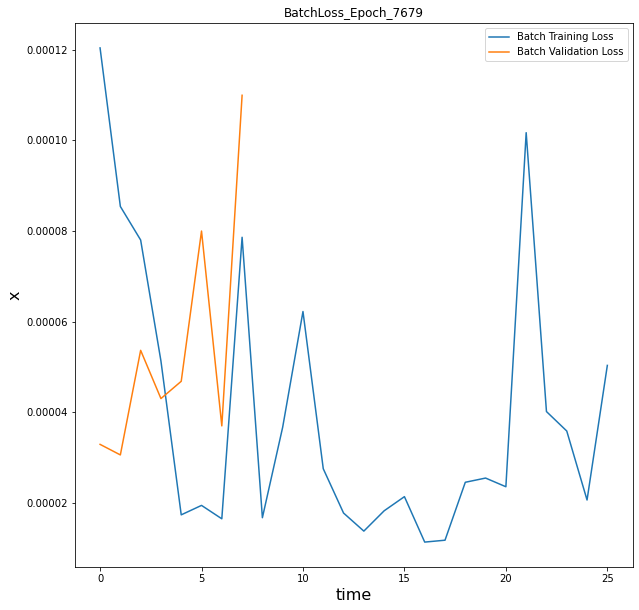 BatchLoss_Epoch_7679
Batch Training Loss
Batch Validation Loss
0.00012
0.00010
0.00008
0.00006
0.00004
0.00002
x
0 5 10 15 20 25
time